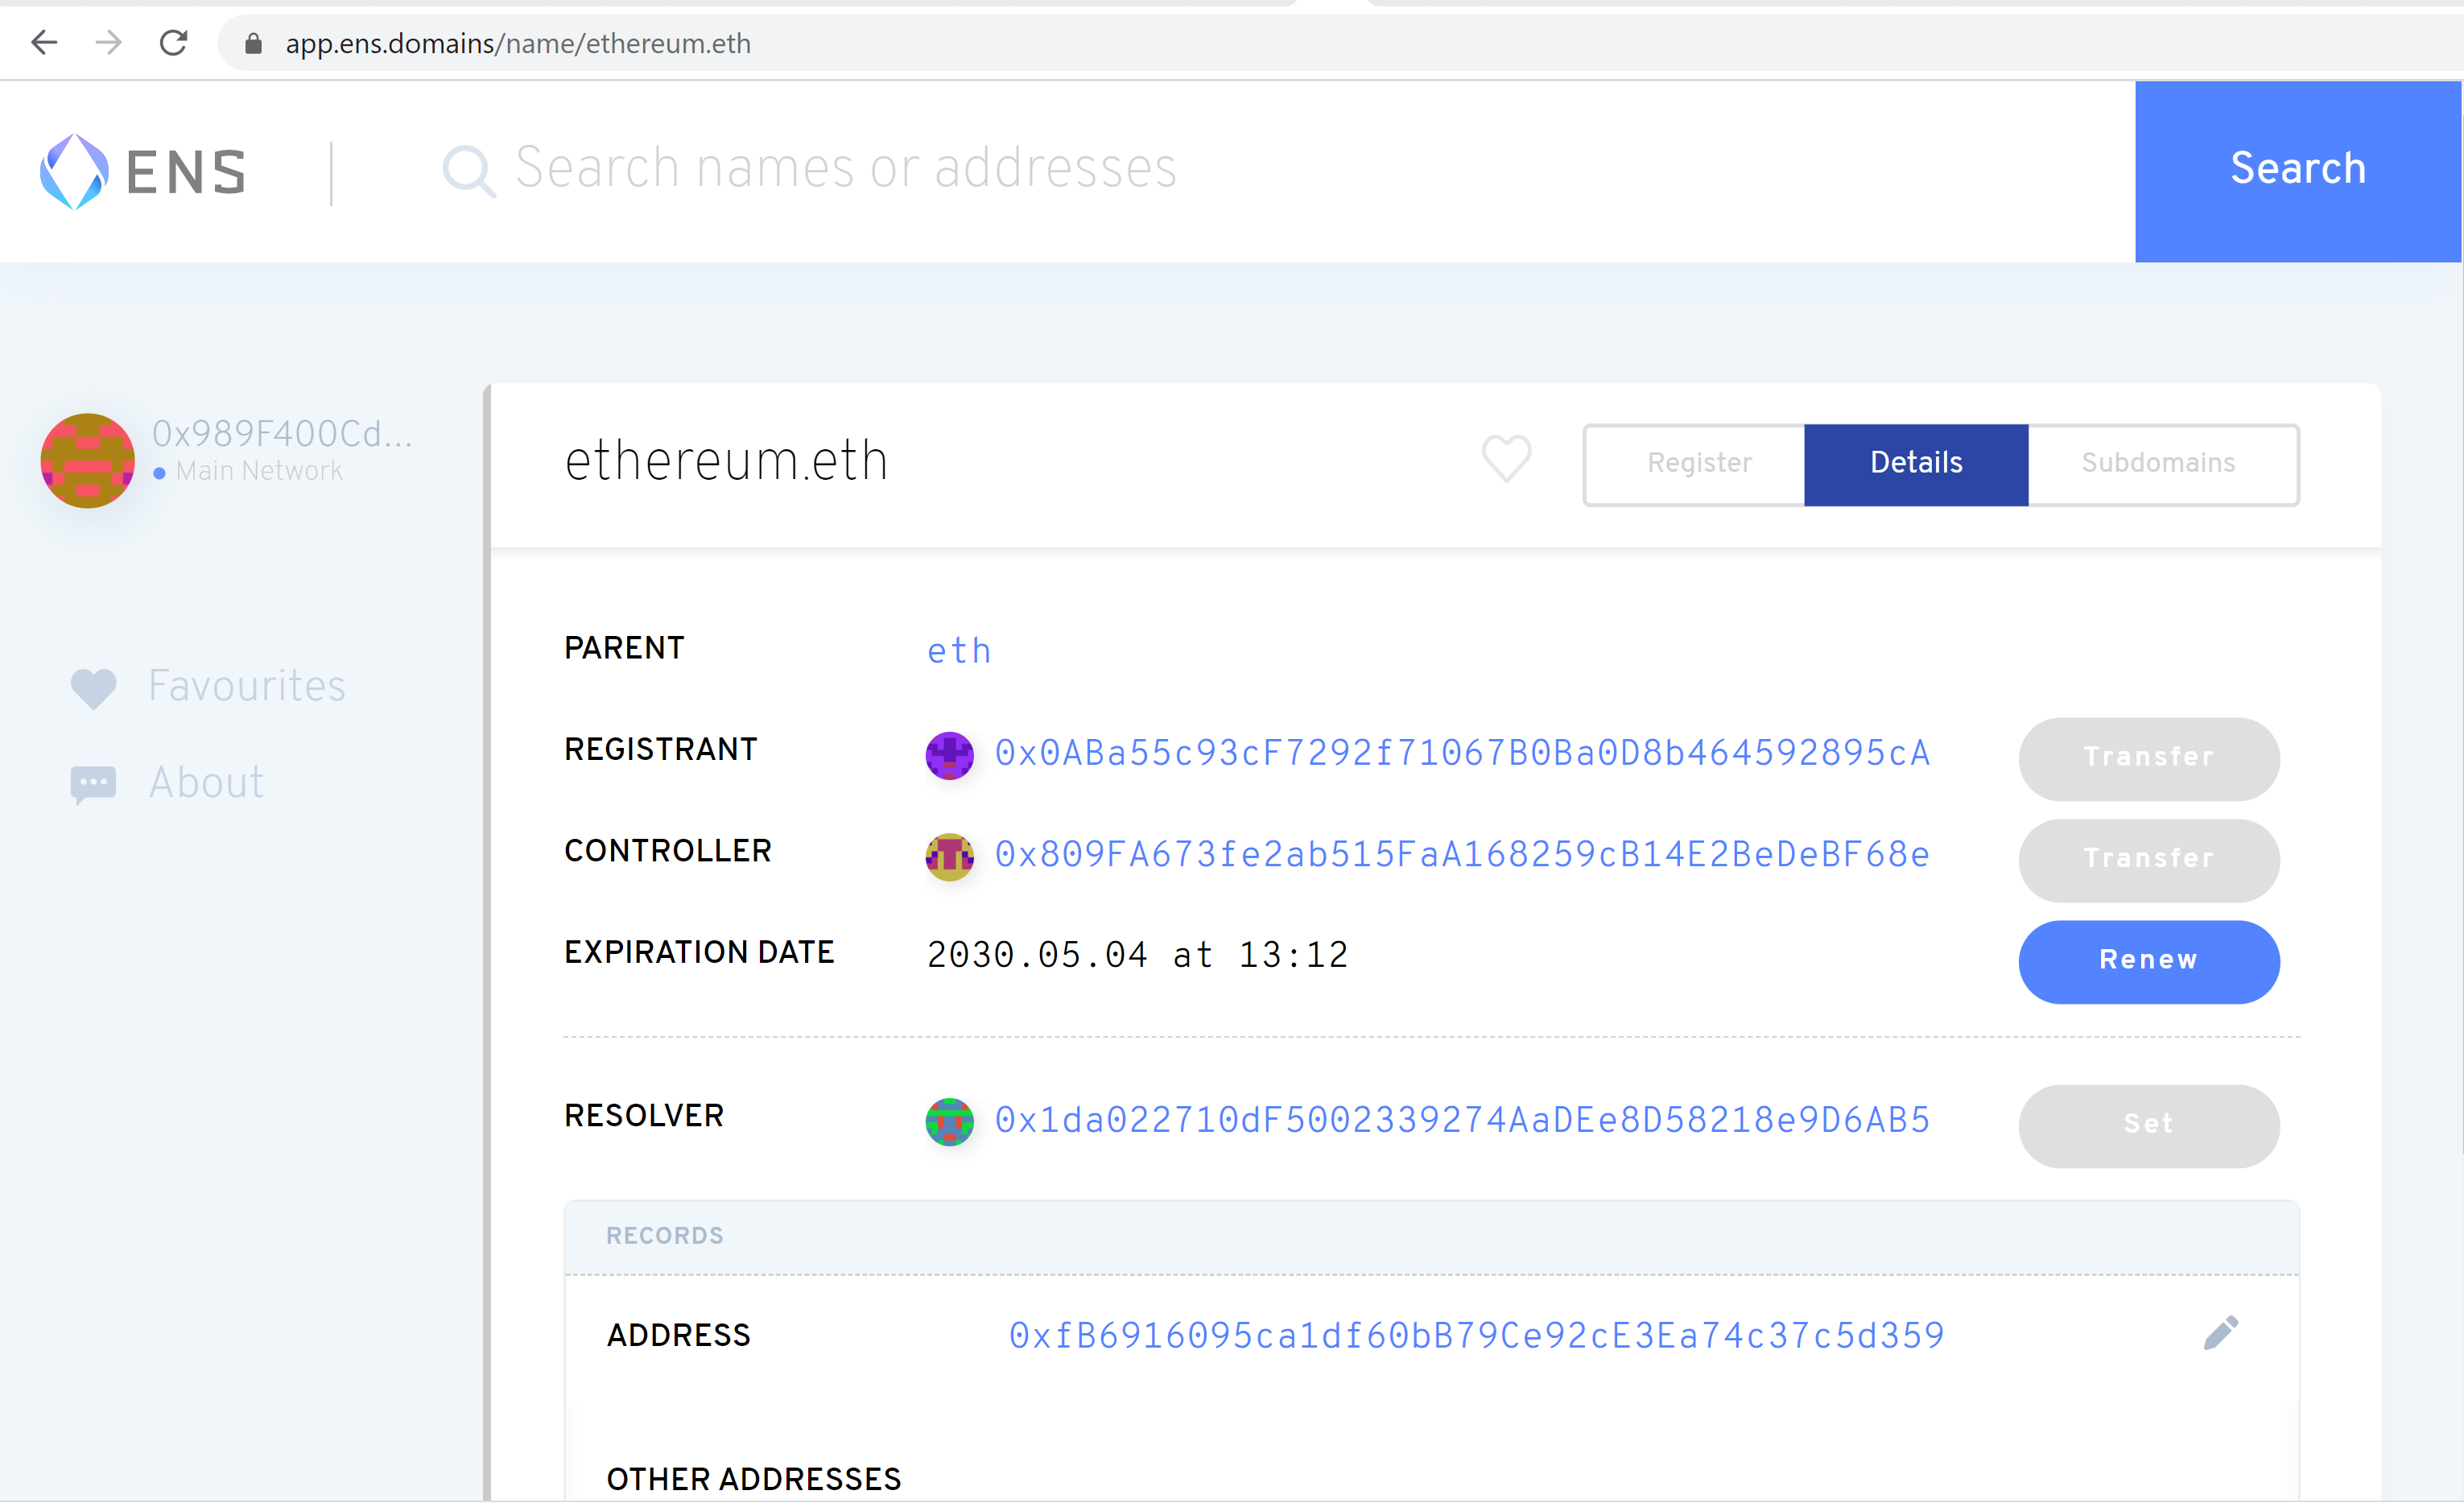 app.ens.domains/name/ethereum.eth
ENS
Search names or addresses
Search
0x989F400Cd...
Main Network
Favourites
About
ethereum.eth
Register
Details
Subdomains
PARENT
eth
REGISTRANT
0x0ABa55c93cF7292f71067B0Ba0D8b464592895cA
Transfer
CONTROLLER
0x809FA673fe2ab515FaA168259cB14E2BeDeBF68e
Transfer
EXPIRATION DATE
2030.05.04 at 13:12
Renew
RESOLVER
0x1da022710dF5002339274AaDEe8D58218e9D6AB5
Set
RECORDS
ADDRESS
0xfB6916095ca1df60bB79Ce92cE3Ea74c37c5d359
OTHER ADDRESSES